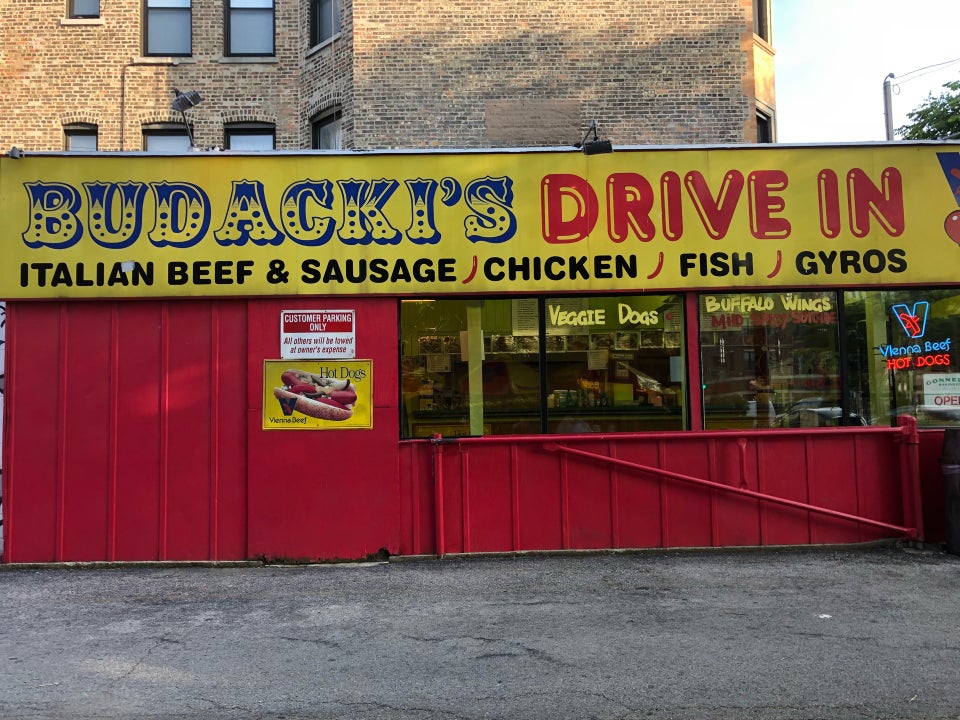 BUDACKI'S DRIVE IN
ITALIAN BEEF & SAUSAGE CHICKEN FISH GYROS
CUSTOMER PARKING
ONLY
All others will be towed
at owner's expense
Hot Dogs
Vienna Beef
VEGGIE DOGS
BUFFALO WINGS
MILD
V
Vienna Beef
HOT DOGS
OPE